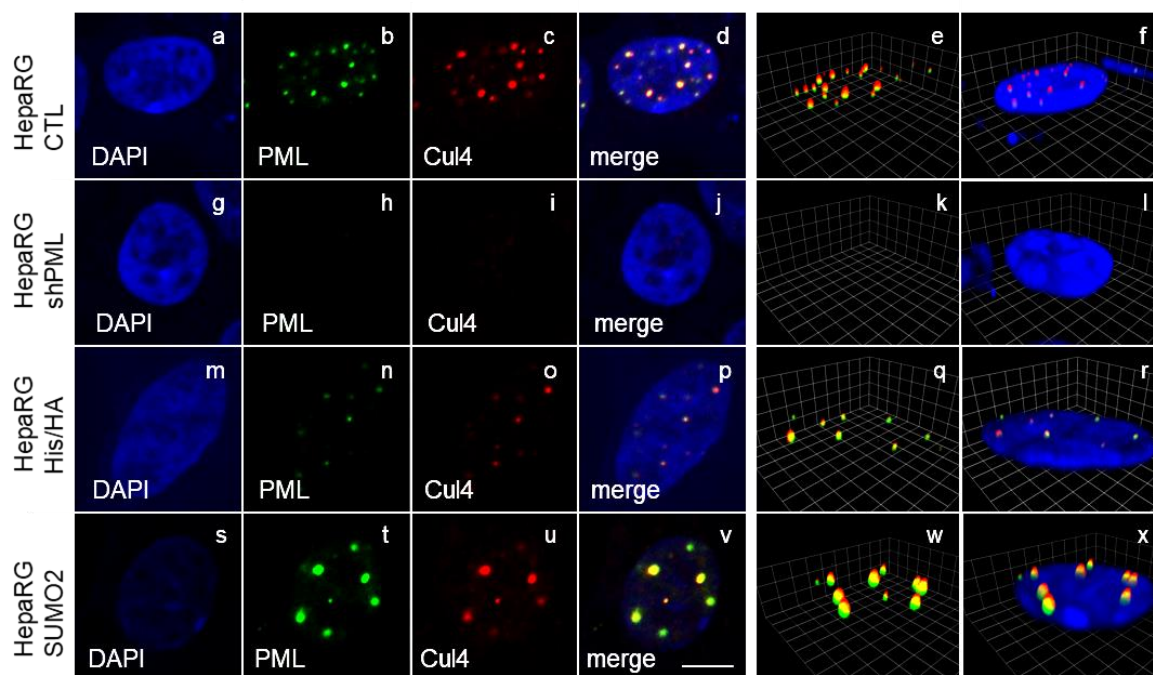 HepaRG
CTL
a
b
c
d
e
f
DAPI
PML
Cul4
merge
HepaRG
shPML
g
h
i
j
k
l
DAPI
PML
Cul4
merge
HepaRG
His/HA
m
n
o
p
q
r
DAPI
PML
Cul4
merge
HepaRG
SUMO2
s
t
u
v
w
x
DAPI
PML
Cul4
merge